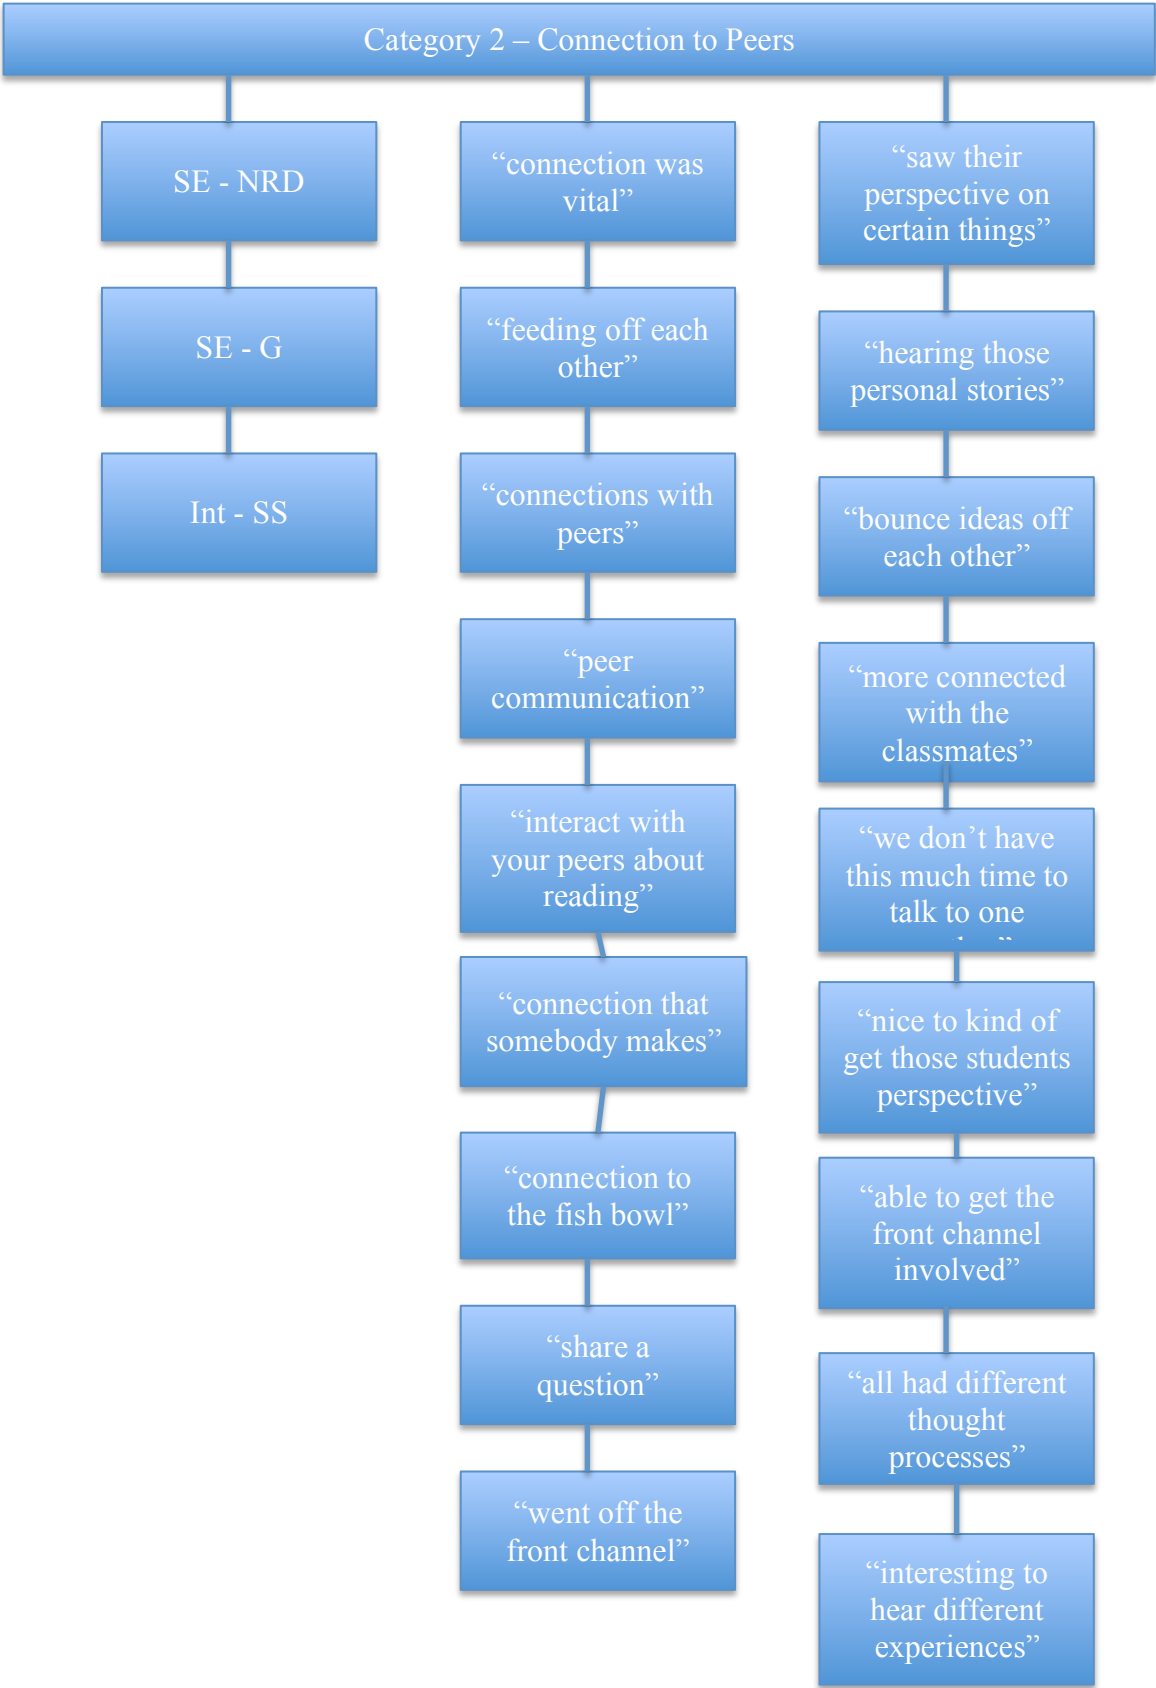 Category 2 – Connection to Peers
SE - NRD
SE - G
Int - SS
“connection was
vital”
“feeding off each
other”
“connections with
peers”
“peer
communication”
“interact with
your peers about
reading”
“connection that
somebody makes”
“connection to
the fish bowl”
“share a
question”
“went off the
front channel”
“saw their
perspective on
certain things”
“hearing those
personal stories”
“bounce ideas off
each other”
“more connected
with the
classmates”
“we don’t have
this much time to
talk to one
“nice to kind of
get those students
perspective”
“able to get the
front channel
involved”
“all had different
thought
processes”
“interesting to
hear different
experiences”